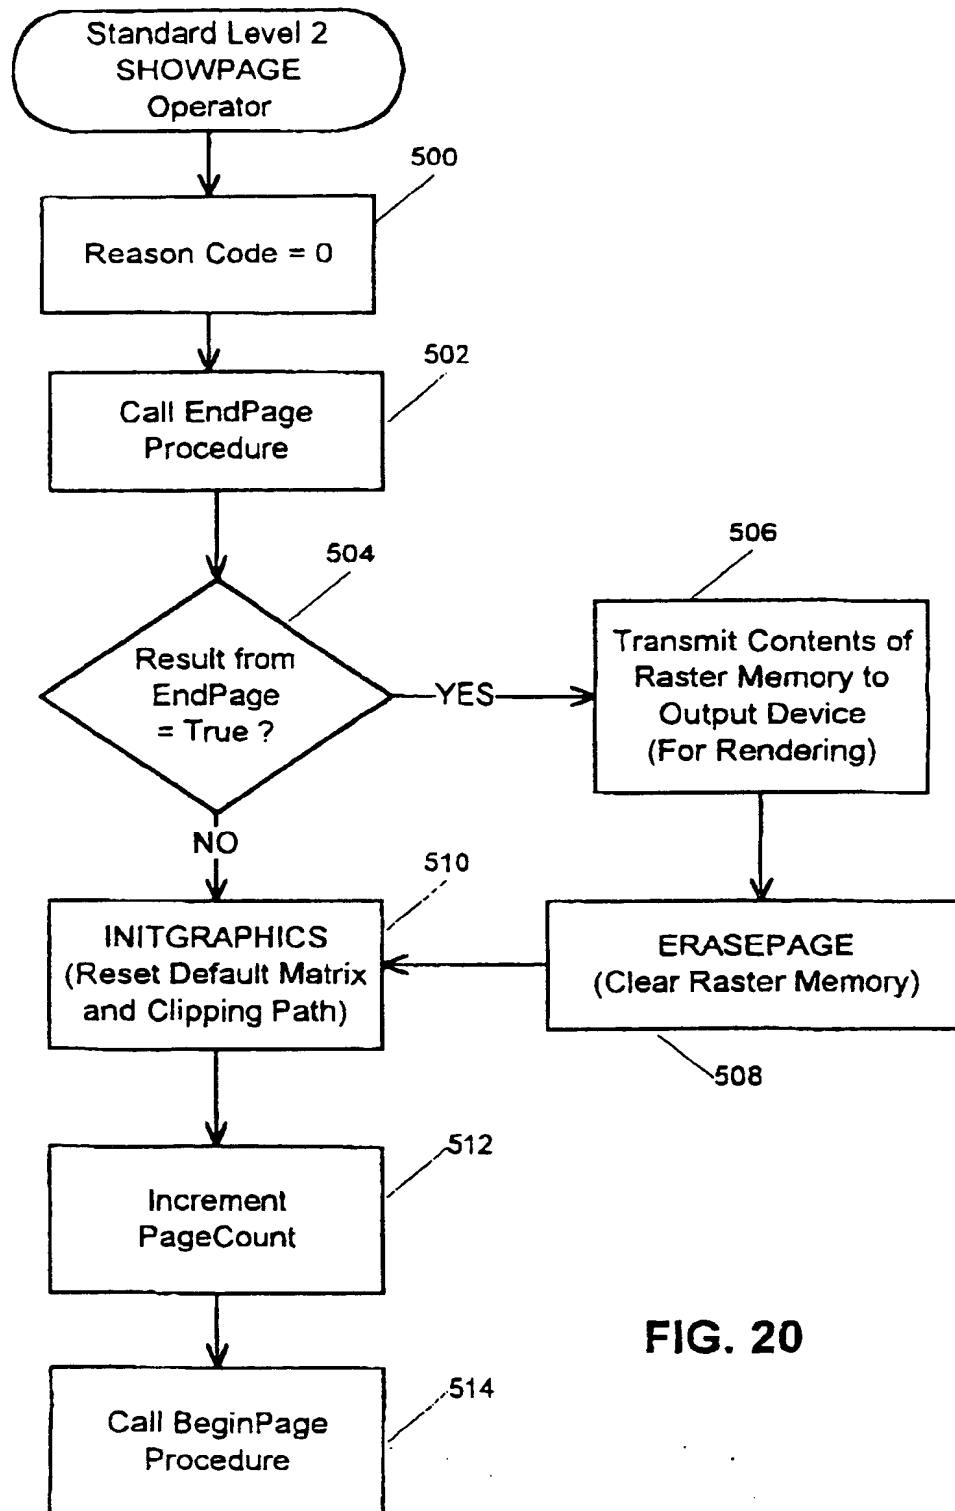 Standard Level 2
SHOWPAGE
Operator
500
Reason Code = 0
502
Call EndPage
Procedure
504
Result from
EndPage
= True ?
YES
506
Transmit Contents of
Raster Memory to
Output Device
(For Rendering)
NO
510
INITGRAPHICS
(Reset Default Matrix
and Clipping Path)
ERASEPAGE
(Clear Raster Memory)
508
512
Increment
PageCount
FIG. 20
514
Call BeginPage
Procedure